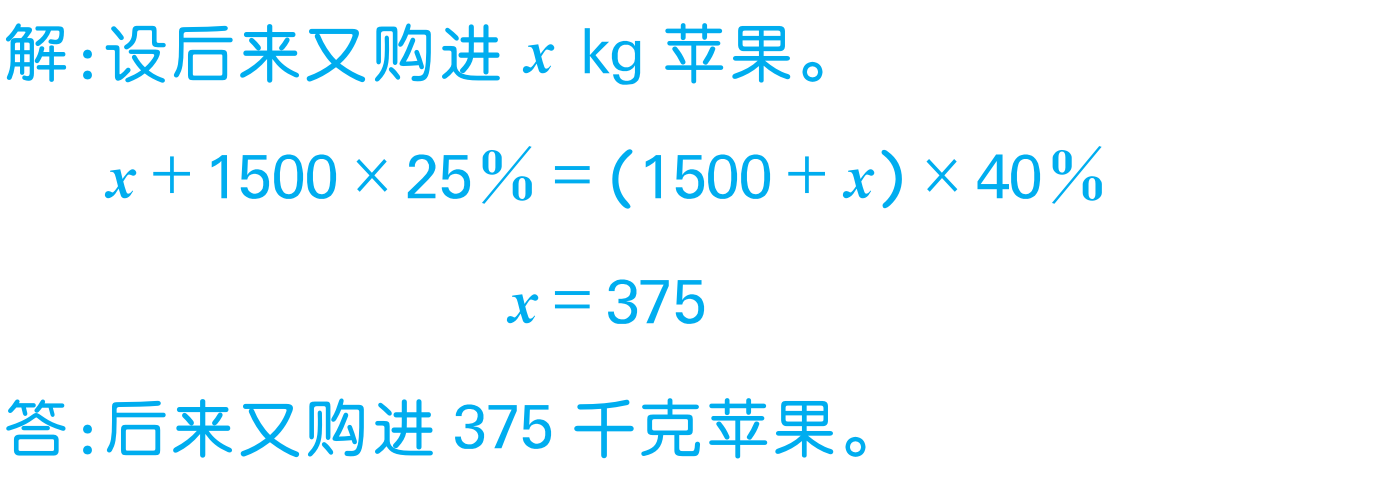 解:设后来又购进 x kg 苹果。
x + 1500 × 25% = (1500 + x) × 40%
x = 375
答:后来又购进 375 千克苹果。